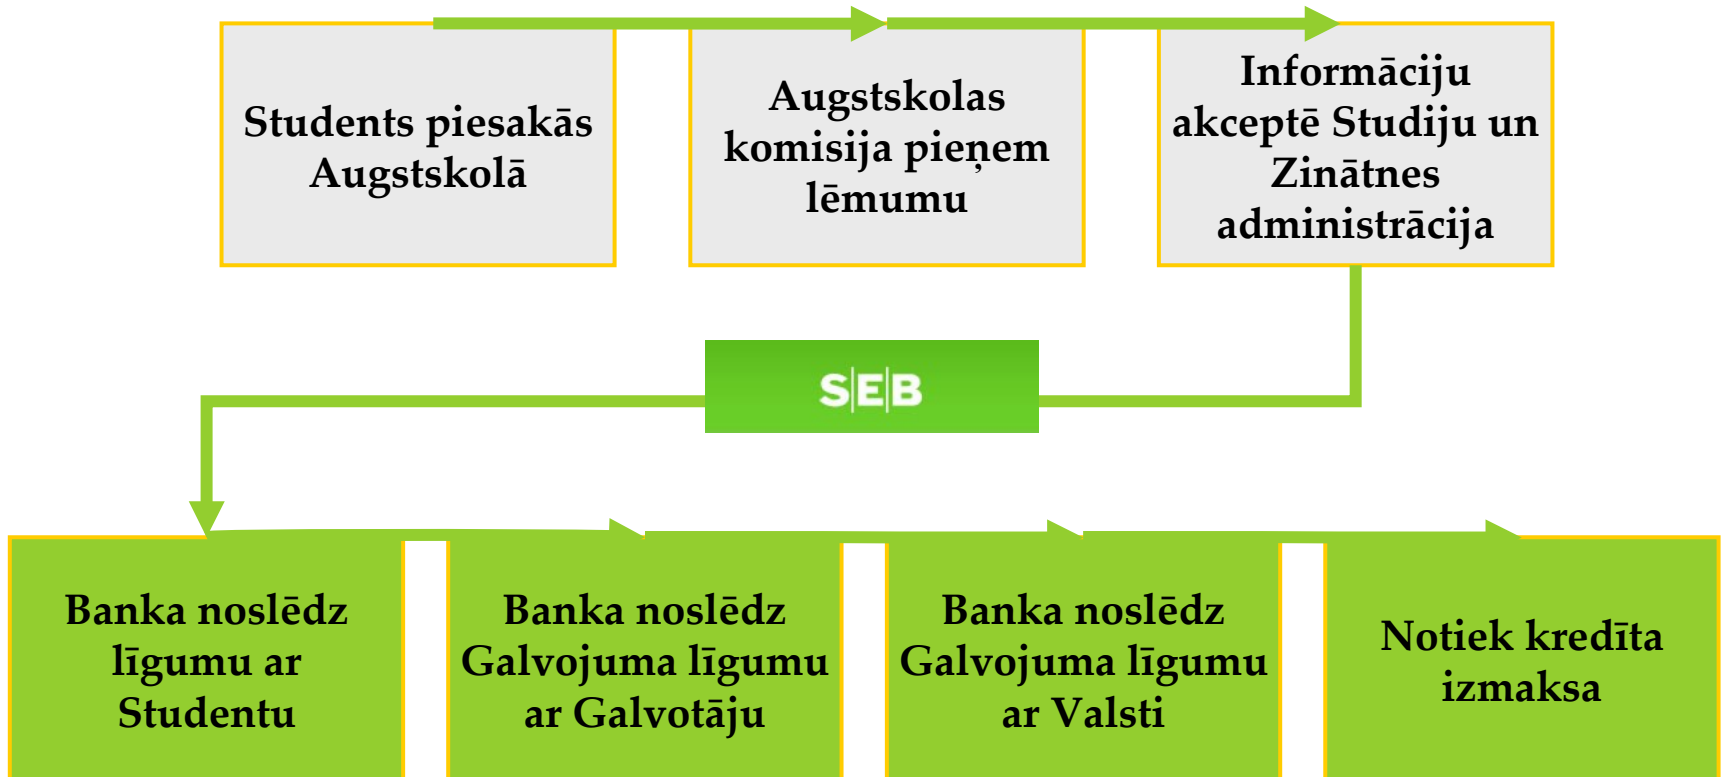 Students piesakās
Augstskolā
Augstskolas
komisija pieņem
lēmumu
Informāciju
akceptē Studiju un
Zinātnes
administrācija
S|E|B
Banka noslēdz
līgumu ar
Studentu
Banka noslēdz
Galvojuma līgumu
ar Galvotāju
Banka noslēdz
Galvojuma līgumu
ar Valsti
Notiek kredīta
izmaksa